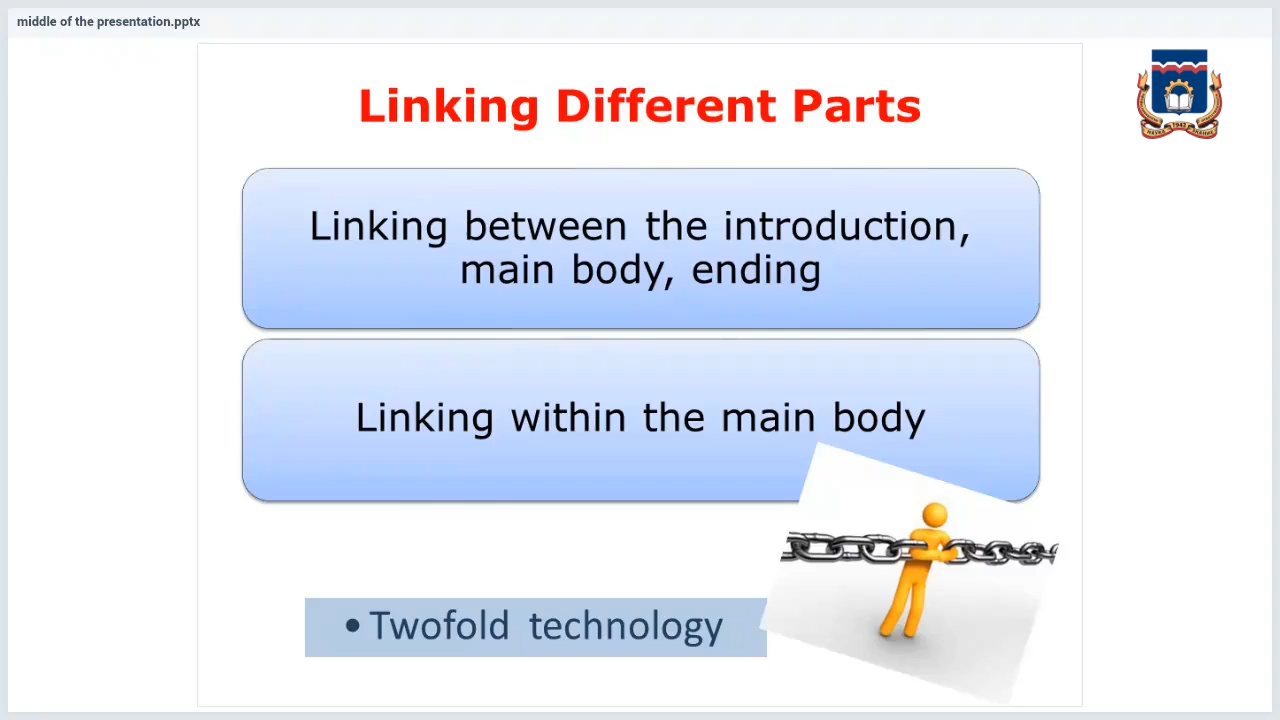 middle of the presentation.pptx
Linking Different Parts
Linking between the introduction,
main body, ending
Linking within the main body
• Twofold technology
1942